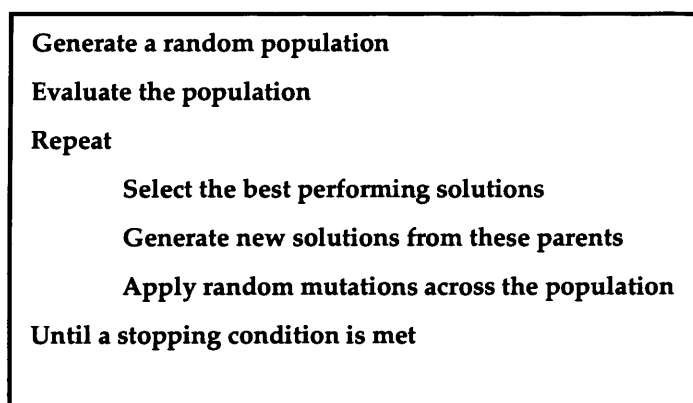 Generate a random population
Evaluate the population
Repeat
Select the best performing solutions
Generate new solutions from these parents
Apply random mutations across the population
Until a stopping condition is met